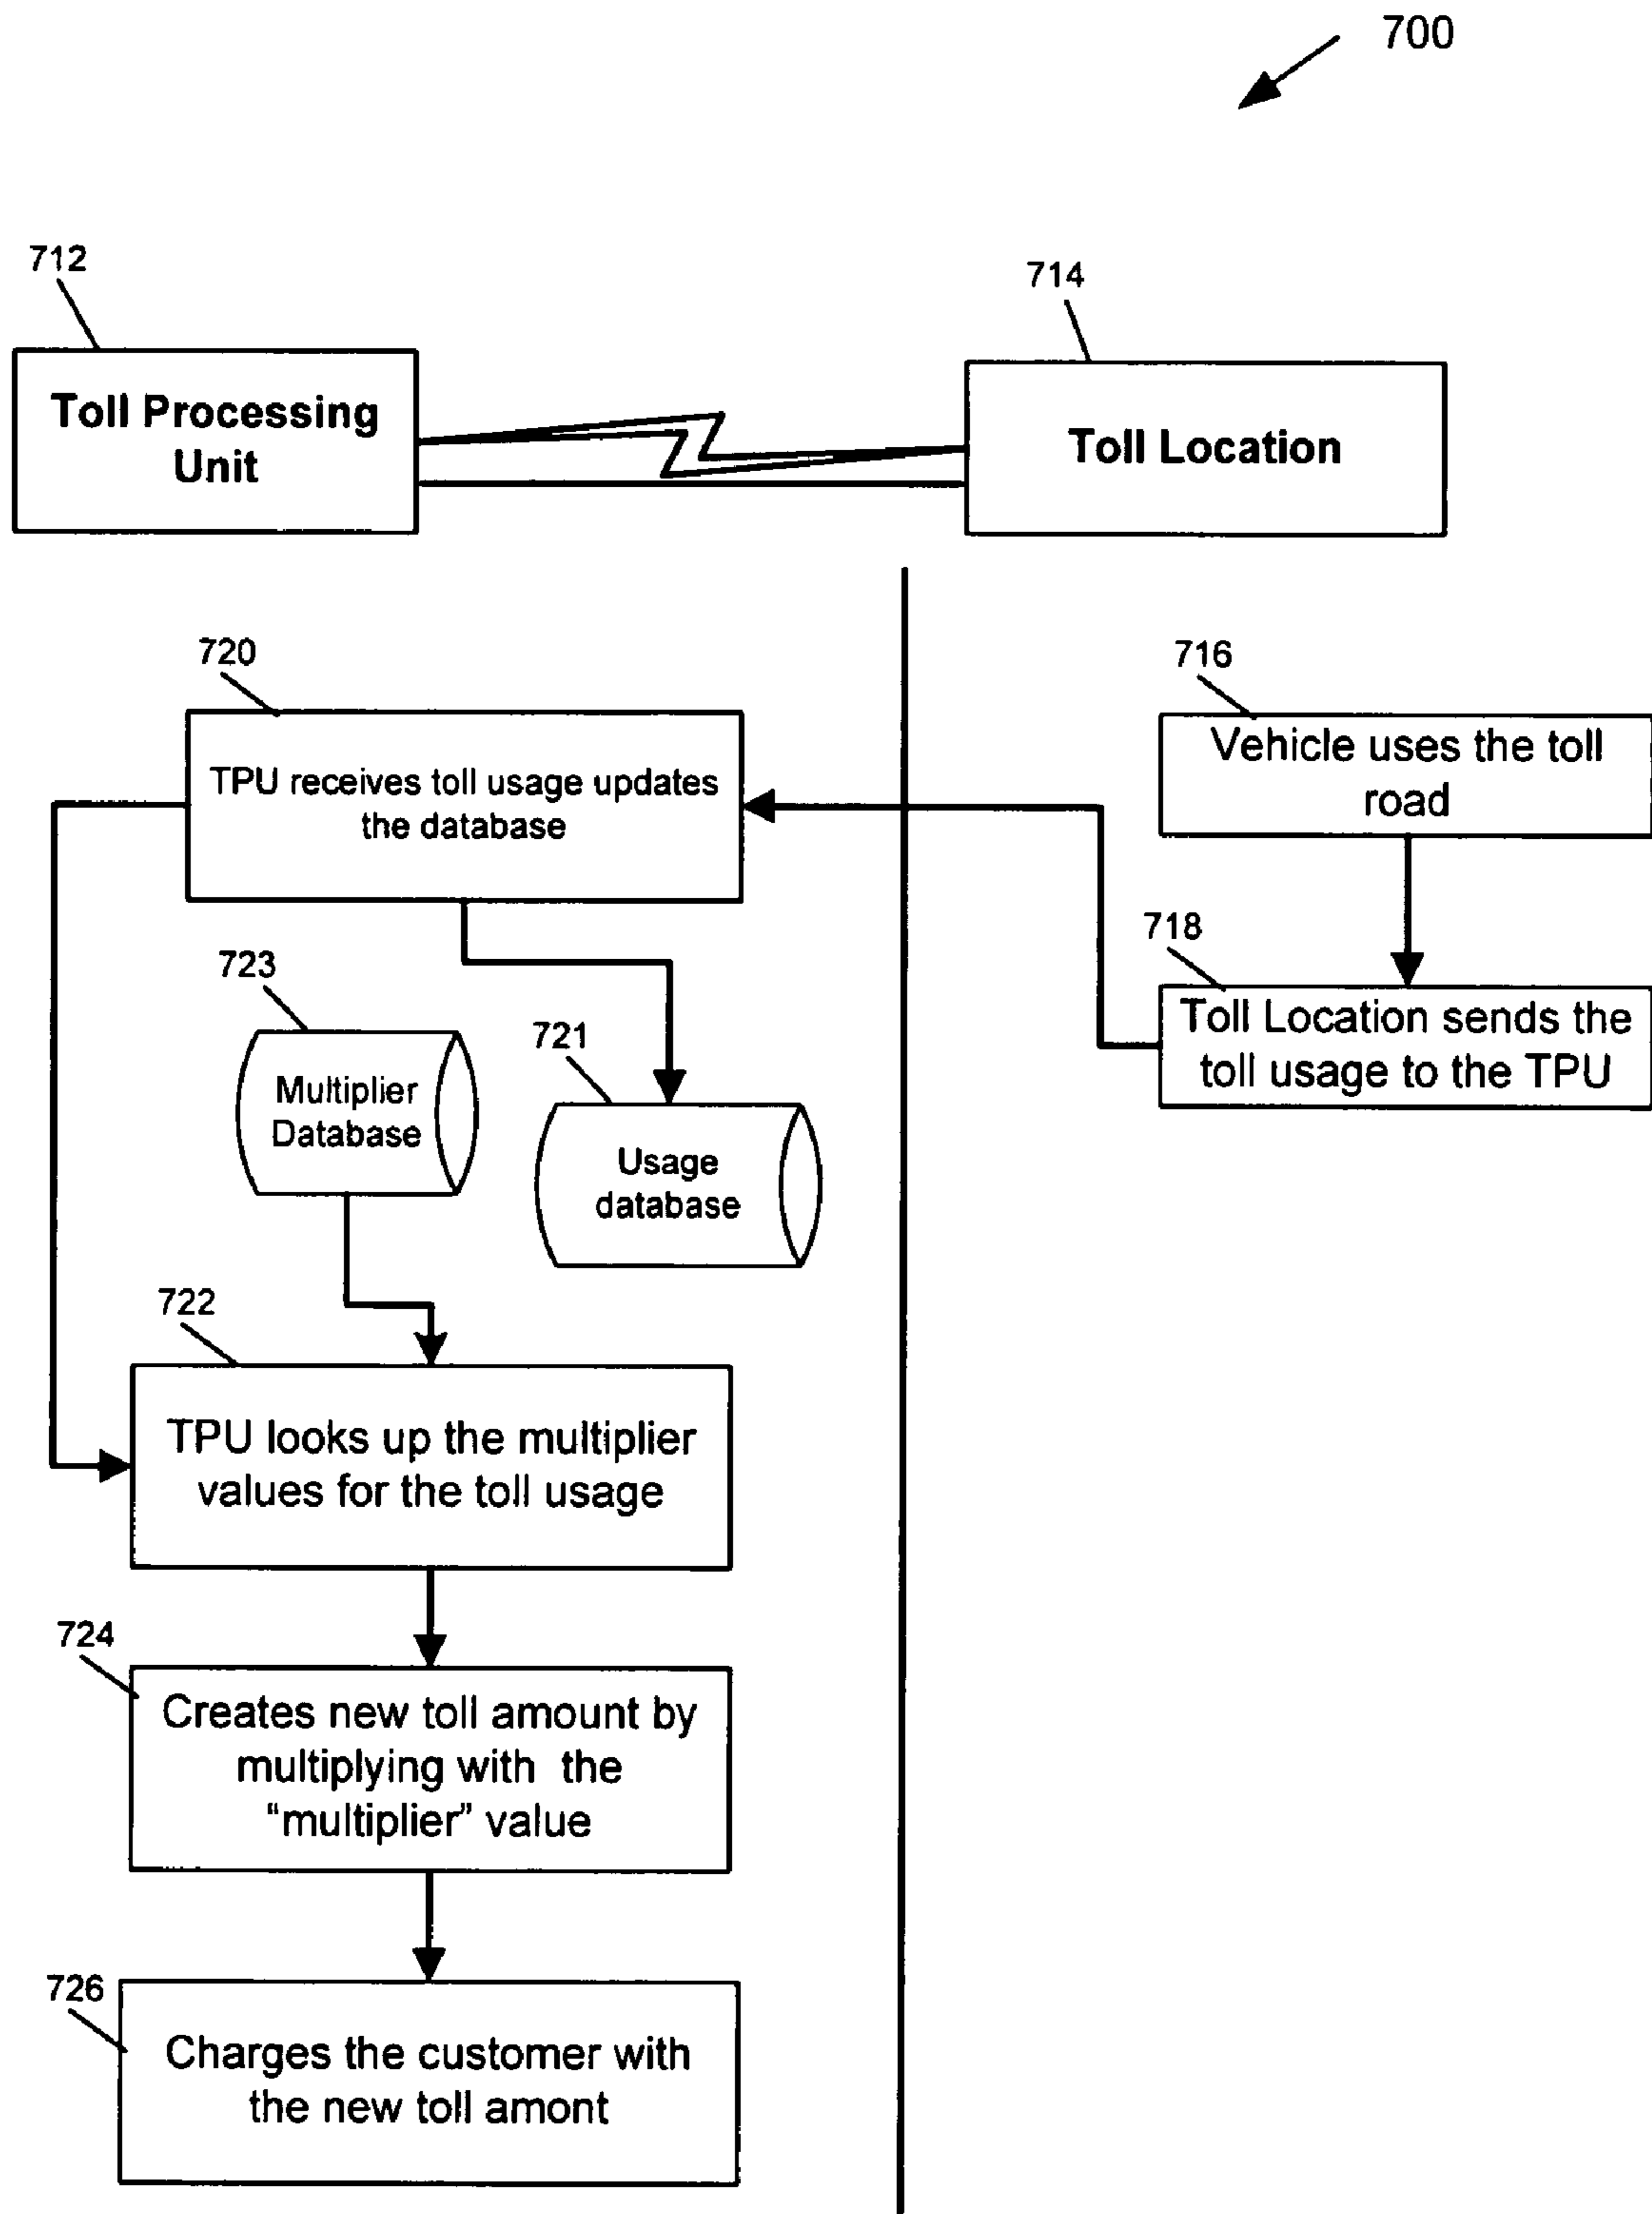 700
712
714
Toll Processing
Unit
Toll Location
720
716
TPU receives toll usage updates
the database
Vehicle uses the toll
road
718
Toll Location sends the
toll usage to the TPU
723
Multiplier
Database
721
Usage
database
722
TPU looks up the multiplier
values for the toll usage
724
Creates new toll amount by
multiplying with the
“multiplier” value
726
Charges the customer with
the new toll amont